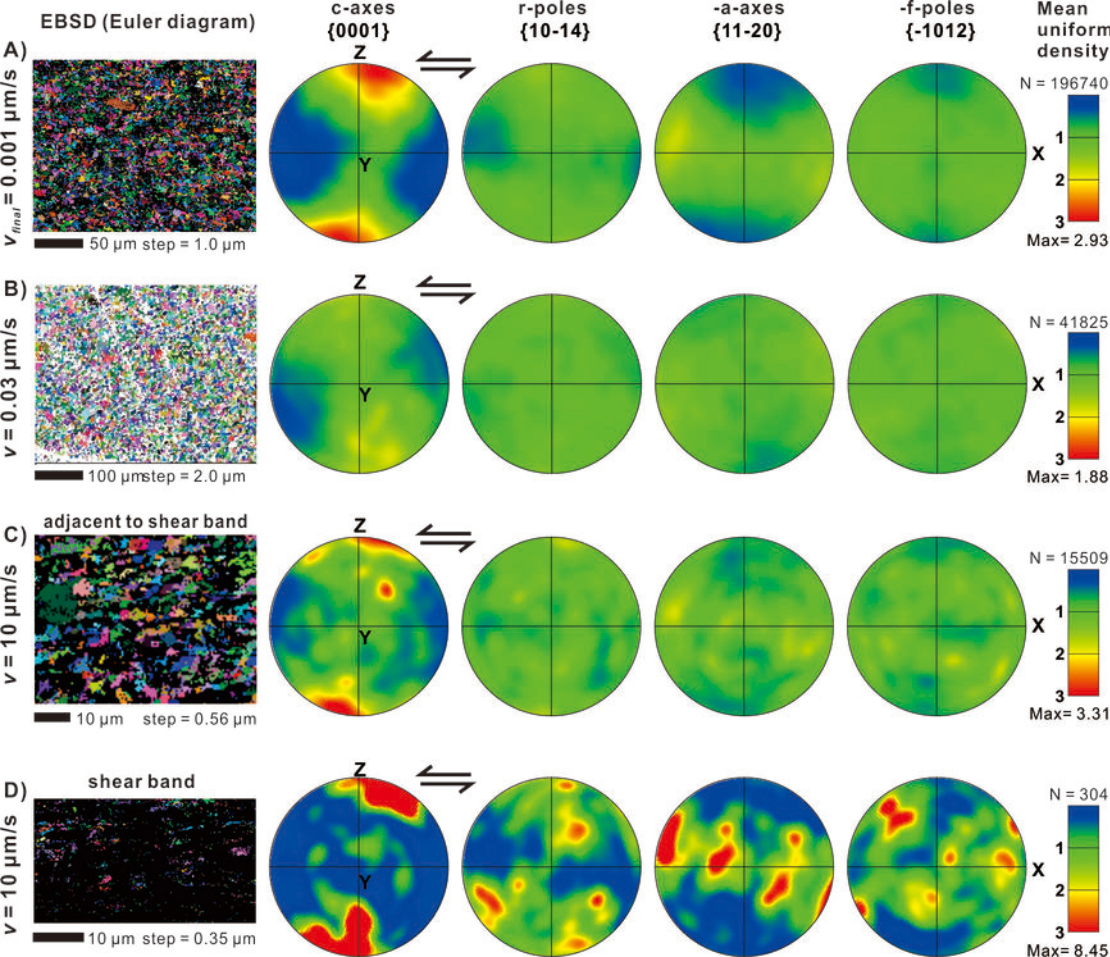 EBSD (Euler diagram)
c-axes
{0001}
r-poles
{10-14}
-a-axes
{11-20}
-f-poles
{-1012}
Mean
uniform
density
A)
v_final = 0.001 µm/s
50 µm step = 1.0 µm
Z
Y
X
N = 196740
1
2
3
Max= 2.93
B)
v = 0.03 µm/s
100 µm step = 2.0 µm
Z
Y
X
N = 41825
1
2
3
Max= 1.88
adjacent to shear band
C)
v = 10 µm/s
10 µm step = 0.56 µm
Z
Y
X
N = 15509
1
2
3
Max= 3.31
shear band
D)
v = 10 µm/s
10 µm step = 0.35 µm
Z
Y
X
N = 304
1
2
3
Max= 8.45